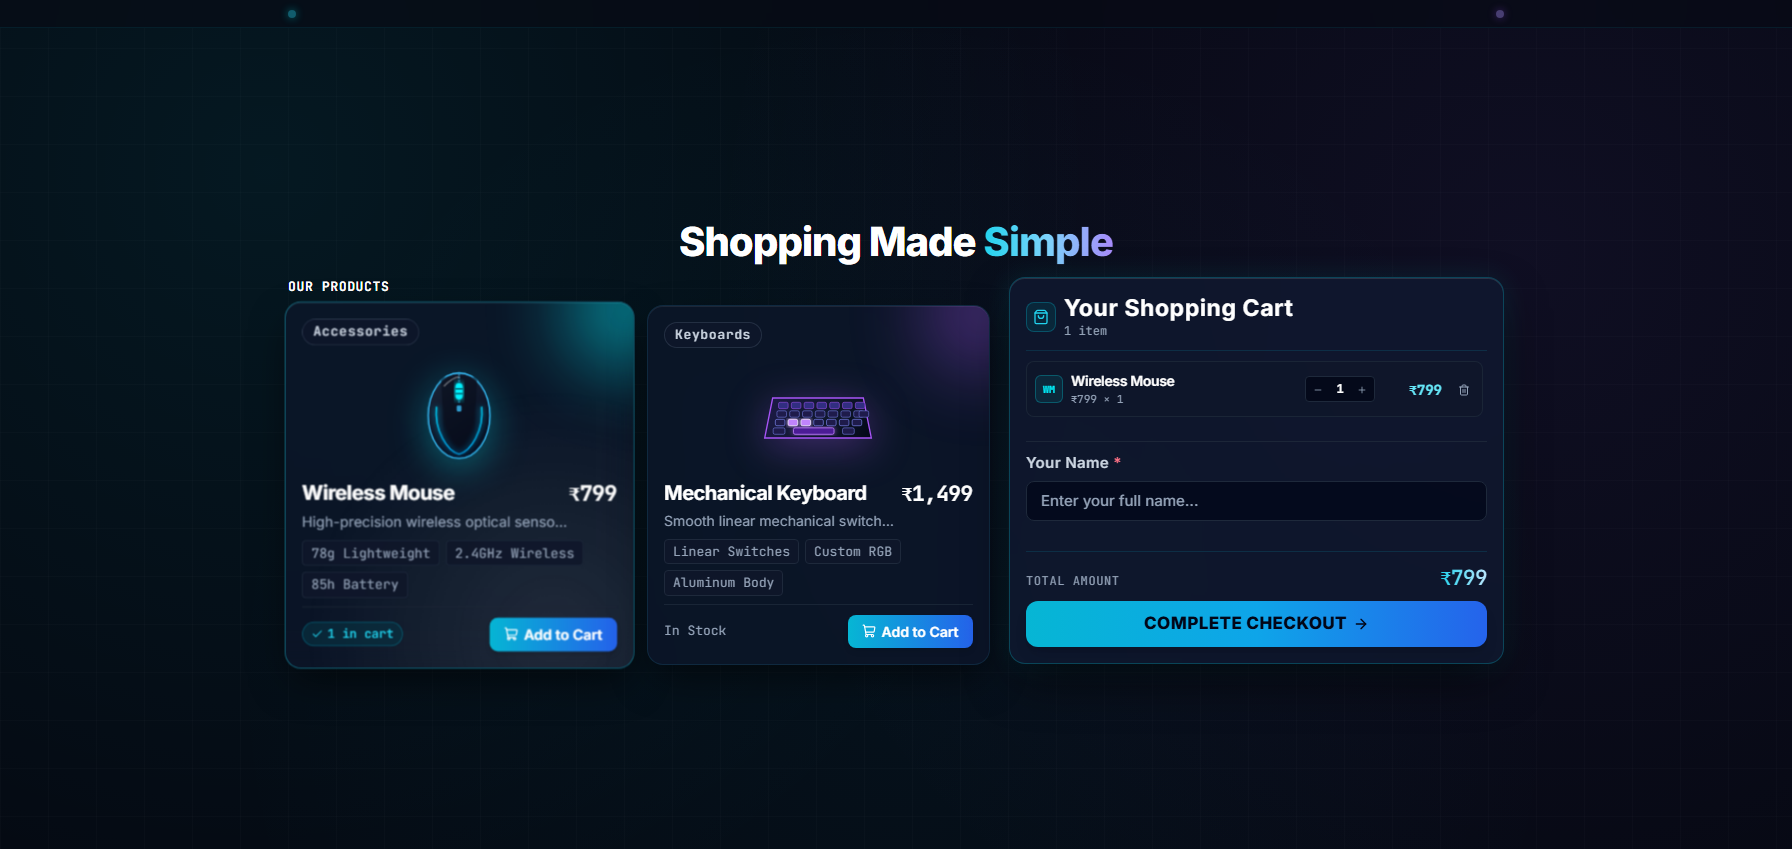 Shopping Made Simple
OUR PRODUCTS
Accessories
Wireless Mouse ₹799
High-precision wireless optical senso...
78g Lightweight 2.4GHz Wireless
85h Battery
1 in cart Add to Cart
Keyboards
Mechanical Keyboard ₹1,499
Smooth linear mechanical switch...
Linear Switches Custom RGB
Aluminum Body
In Stock Add to Cart
Your Shopping Cart
1 item
WM Wireless Mouse − 1 + ₹799
₹799 × 1
Your Name *
Enter your full name...
TOTAL AMOUNT ₹799
COMPLETE CHECKOUT →